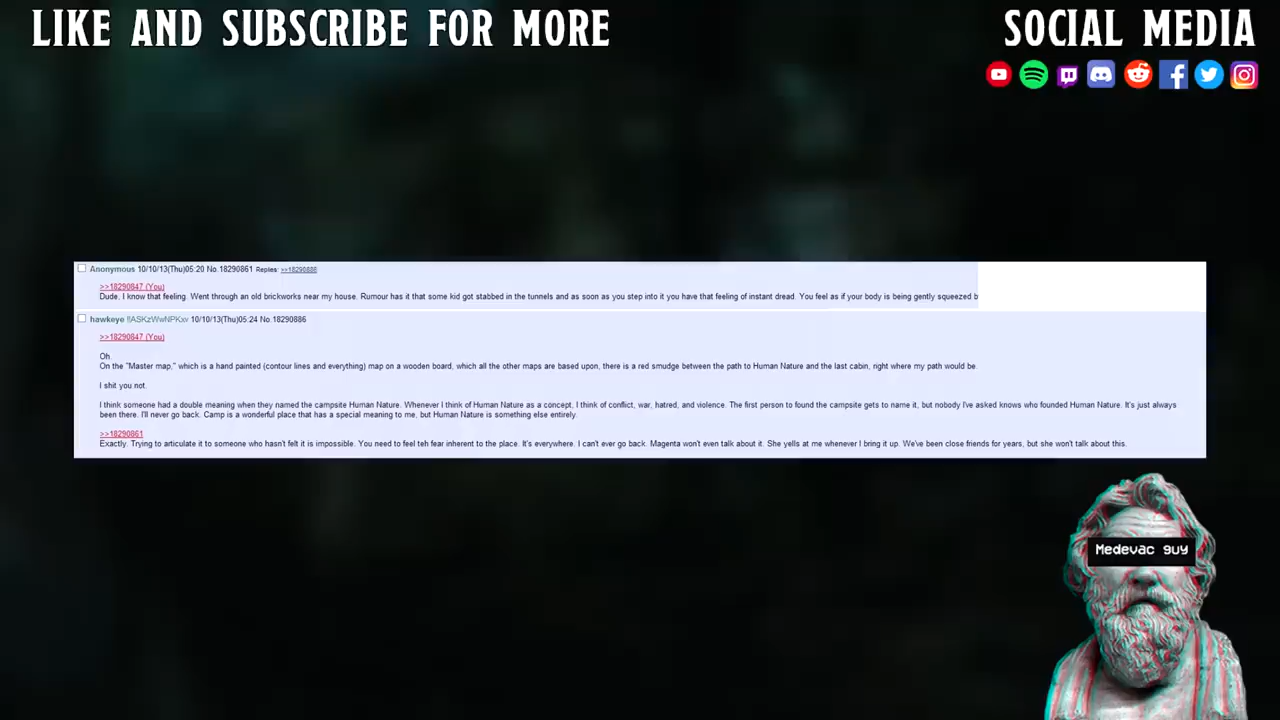 LIKE AND SUBSCRIBE FOR MORE
SOCIAL MEDIA
Anonymous 10/10/13(Thu)05:20 No.18290861 Replies: >>18290886
>>18290847 (You)
Dude, I know that feeling. Went through an old brickworks near my house. Rumour has it that some kid got stabbed in the tunnels and as soon as you step into it you have that feeling of instant dread. You feel as if your body is being gently squeezed b
hawkeye !!ASKzWwNPKxv 10/10/13(Thu)05:24 No.18290886
>>18290847 (You)
Oh.
On the "Master map," which is a hand painted (contour lines and everything) map on a wooden board, which all the other maps are based upon, there is a red smudge between the path to Human Nature and the last cabin, right where my path would be.
I shit you not.
I think someone had a double meaning when they named the campsite Human Nature. Whenever I think of Human Nature as a concept, I think of conflict, war, hatred, and violence. The first person to found the campsite gets to name it, but nobody I've asked knows who founded Human Nature. It's just always
been there. I'll never go back. Camp is a wonderful place that has a special meaning to me, but Human Nature is something else entirely.
>>18290861
Exactly. Trying to articulate it to someone who hasn't felt it is impossible. You need to feel teh fear inherent to the place. It's everywhere. I can't ever go back. Magenta won't even talk about it. She yells at me whenever I bring it up. We've been close friends for years, but she won't talk about this.
Medevac guy